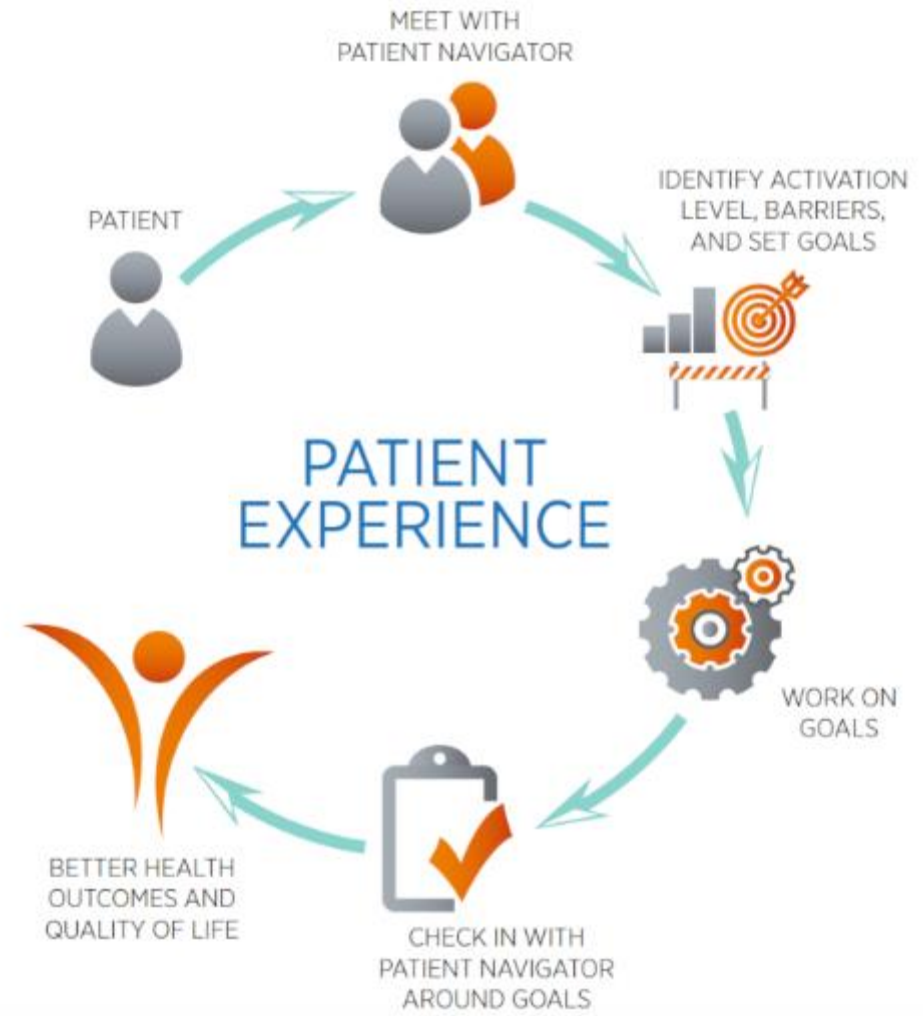 MEET WITH
PATIENT NAVIGATOR
PATIENT
IDENTIFY ACTIVATION
LEVEL, BARRIERS,
AND SET GOALS
PATIENT
EXPERIENCE
WORK ON
GOALS
BETTER HEALTH
OUTCOMES AND
QUALITY OF LIFE
CHECK IN WITH
PATIENT NAVIGATOR
AROUND GOALS